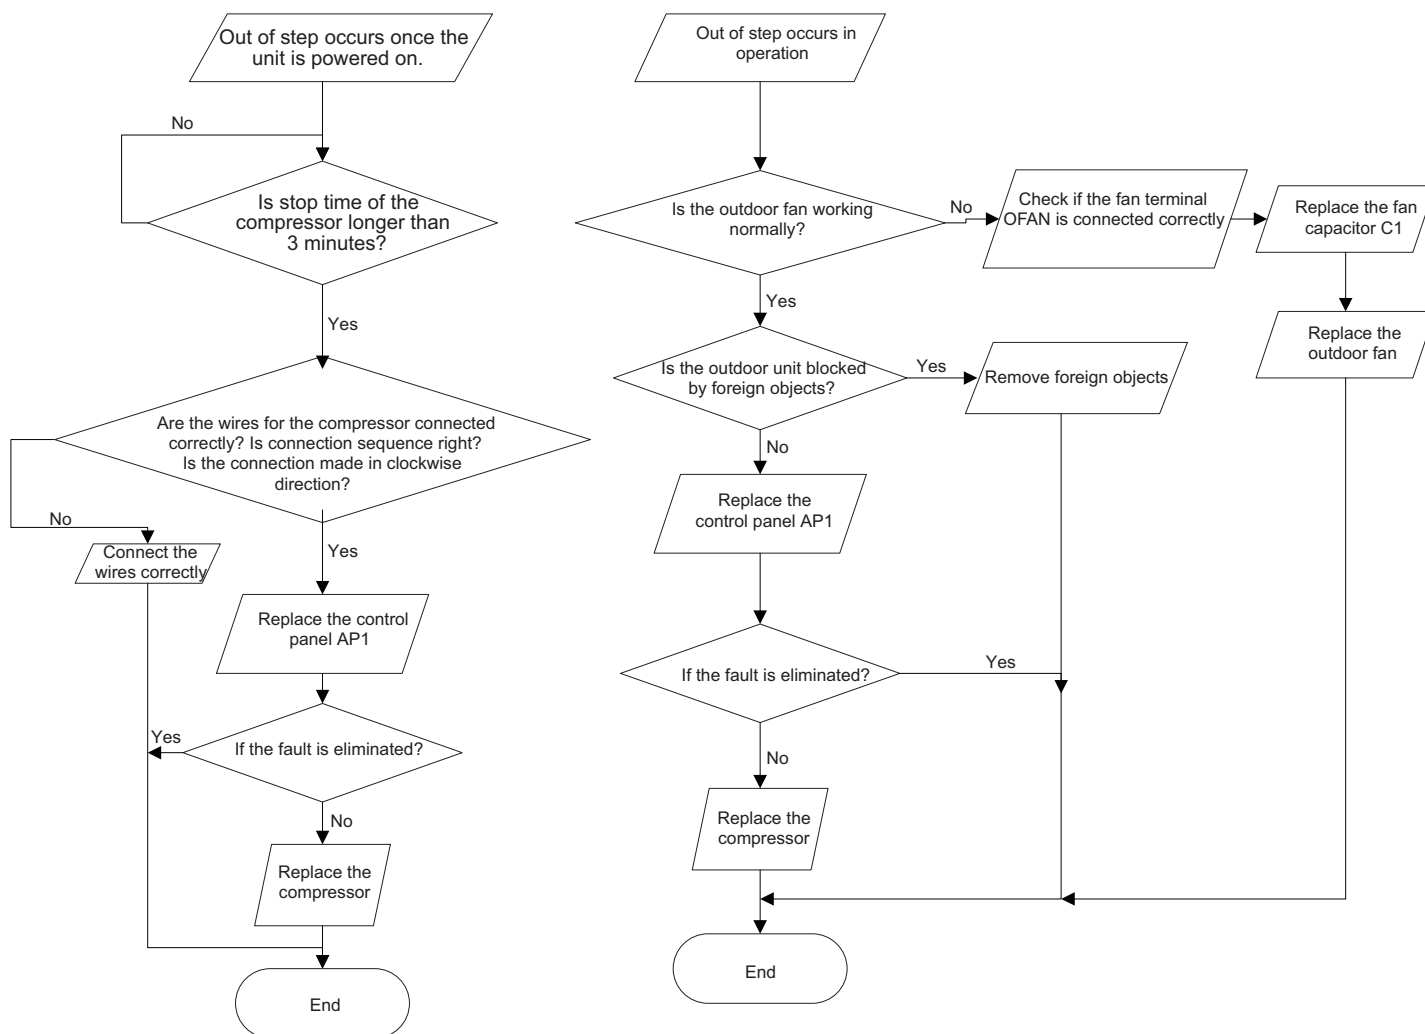 Out of step occurs once the
unit is powered on.
No
Is stop time of the
compressor longer than
3 minutes?
Yes
Are the wires for the compressor connected
correctly? Is connection sequence right?
Is the connection made in clockwise
direction?
No
Connect the
wires correctly
Yes
Replace the control
panel AP1
Yes
If the fault is eliminated?
No
Replace the
compressor
End
Out of step occurs in
operation
Is the outdoor fan working
normally?
No
Check if the fan terminal
OFAN is connected correctly
Replace the fan
capacitor C1
Replace the
outdoor fan
Yes
Is the outdoor unit blocked
by foreign objects?
Yes
Remove foreign objects
No
Replace the
control panel AP1
If the fault is eliminated?
Yes
No
Replace the
compressor
End